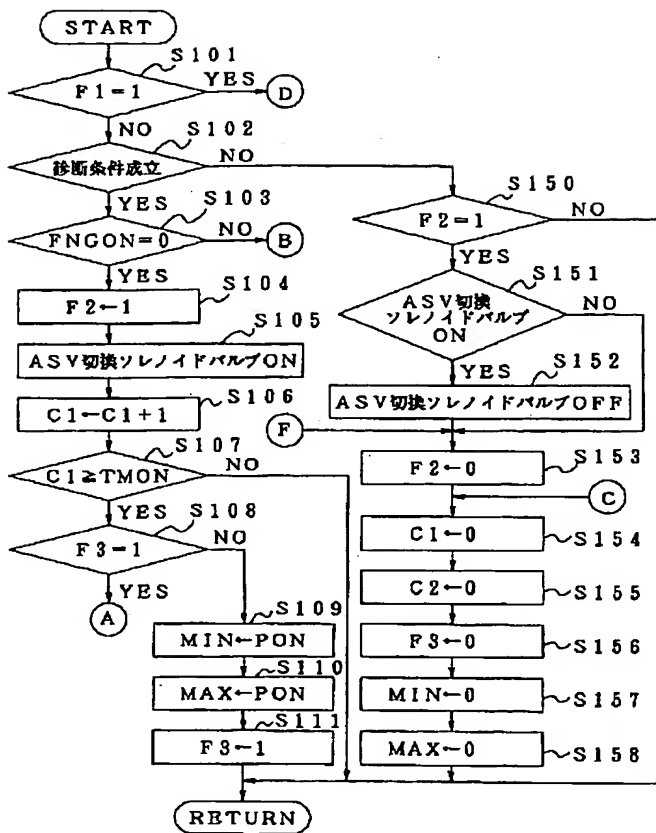 START
S101
F1=1
YES
D
NO
S102
診断条件成立
NO
YES
S103
FNGON=0
NO
B
YES
S104
F2←1
S105
ASV切換ソレノイドバルブON
S106
C1←C1+1
S107
C1≧TMON
NO
YES
S108
F3=1
NO
YES
A
S109
MIN←PON
S110
MAX←PON
S111
F3←1
RETURN
S150
F2=1
NO
YES
S151
ASV切換
ソレノイドバルブ
ON
NO
YES
S152
ASV切換ソレノイドバルブOFF
F
S153
F2←0
C
C1←0
S154
C2←0
S155
F3←0
S156
MIN←0
S157
MAX←0
S158